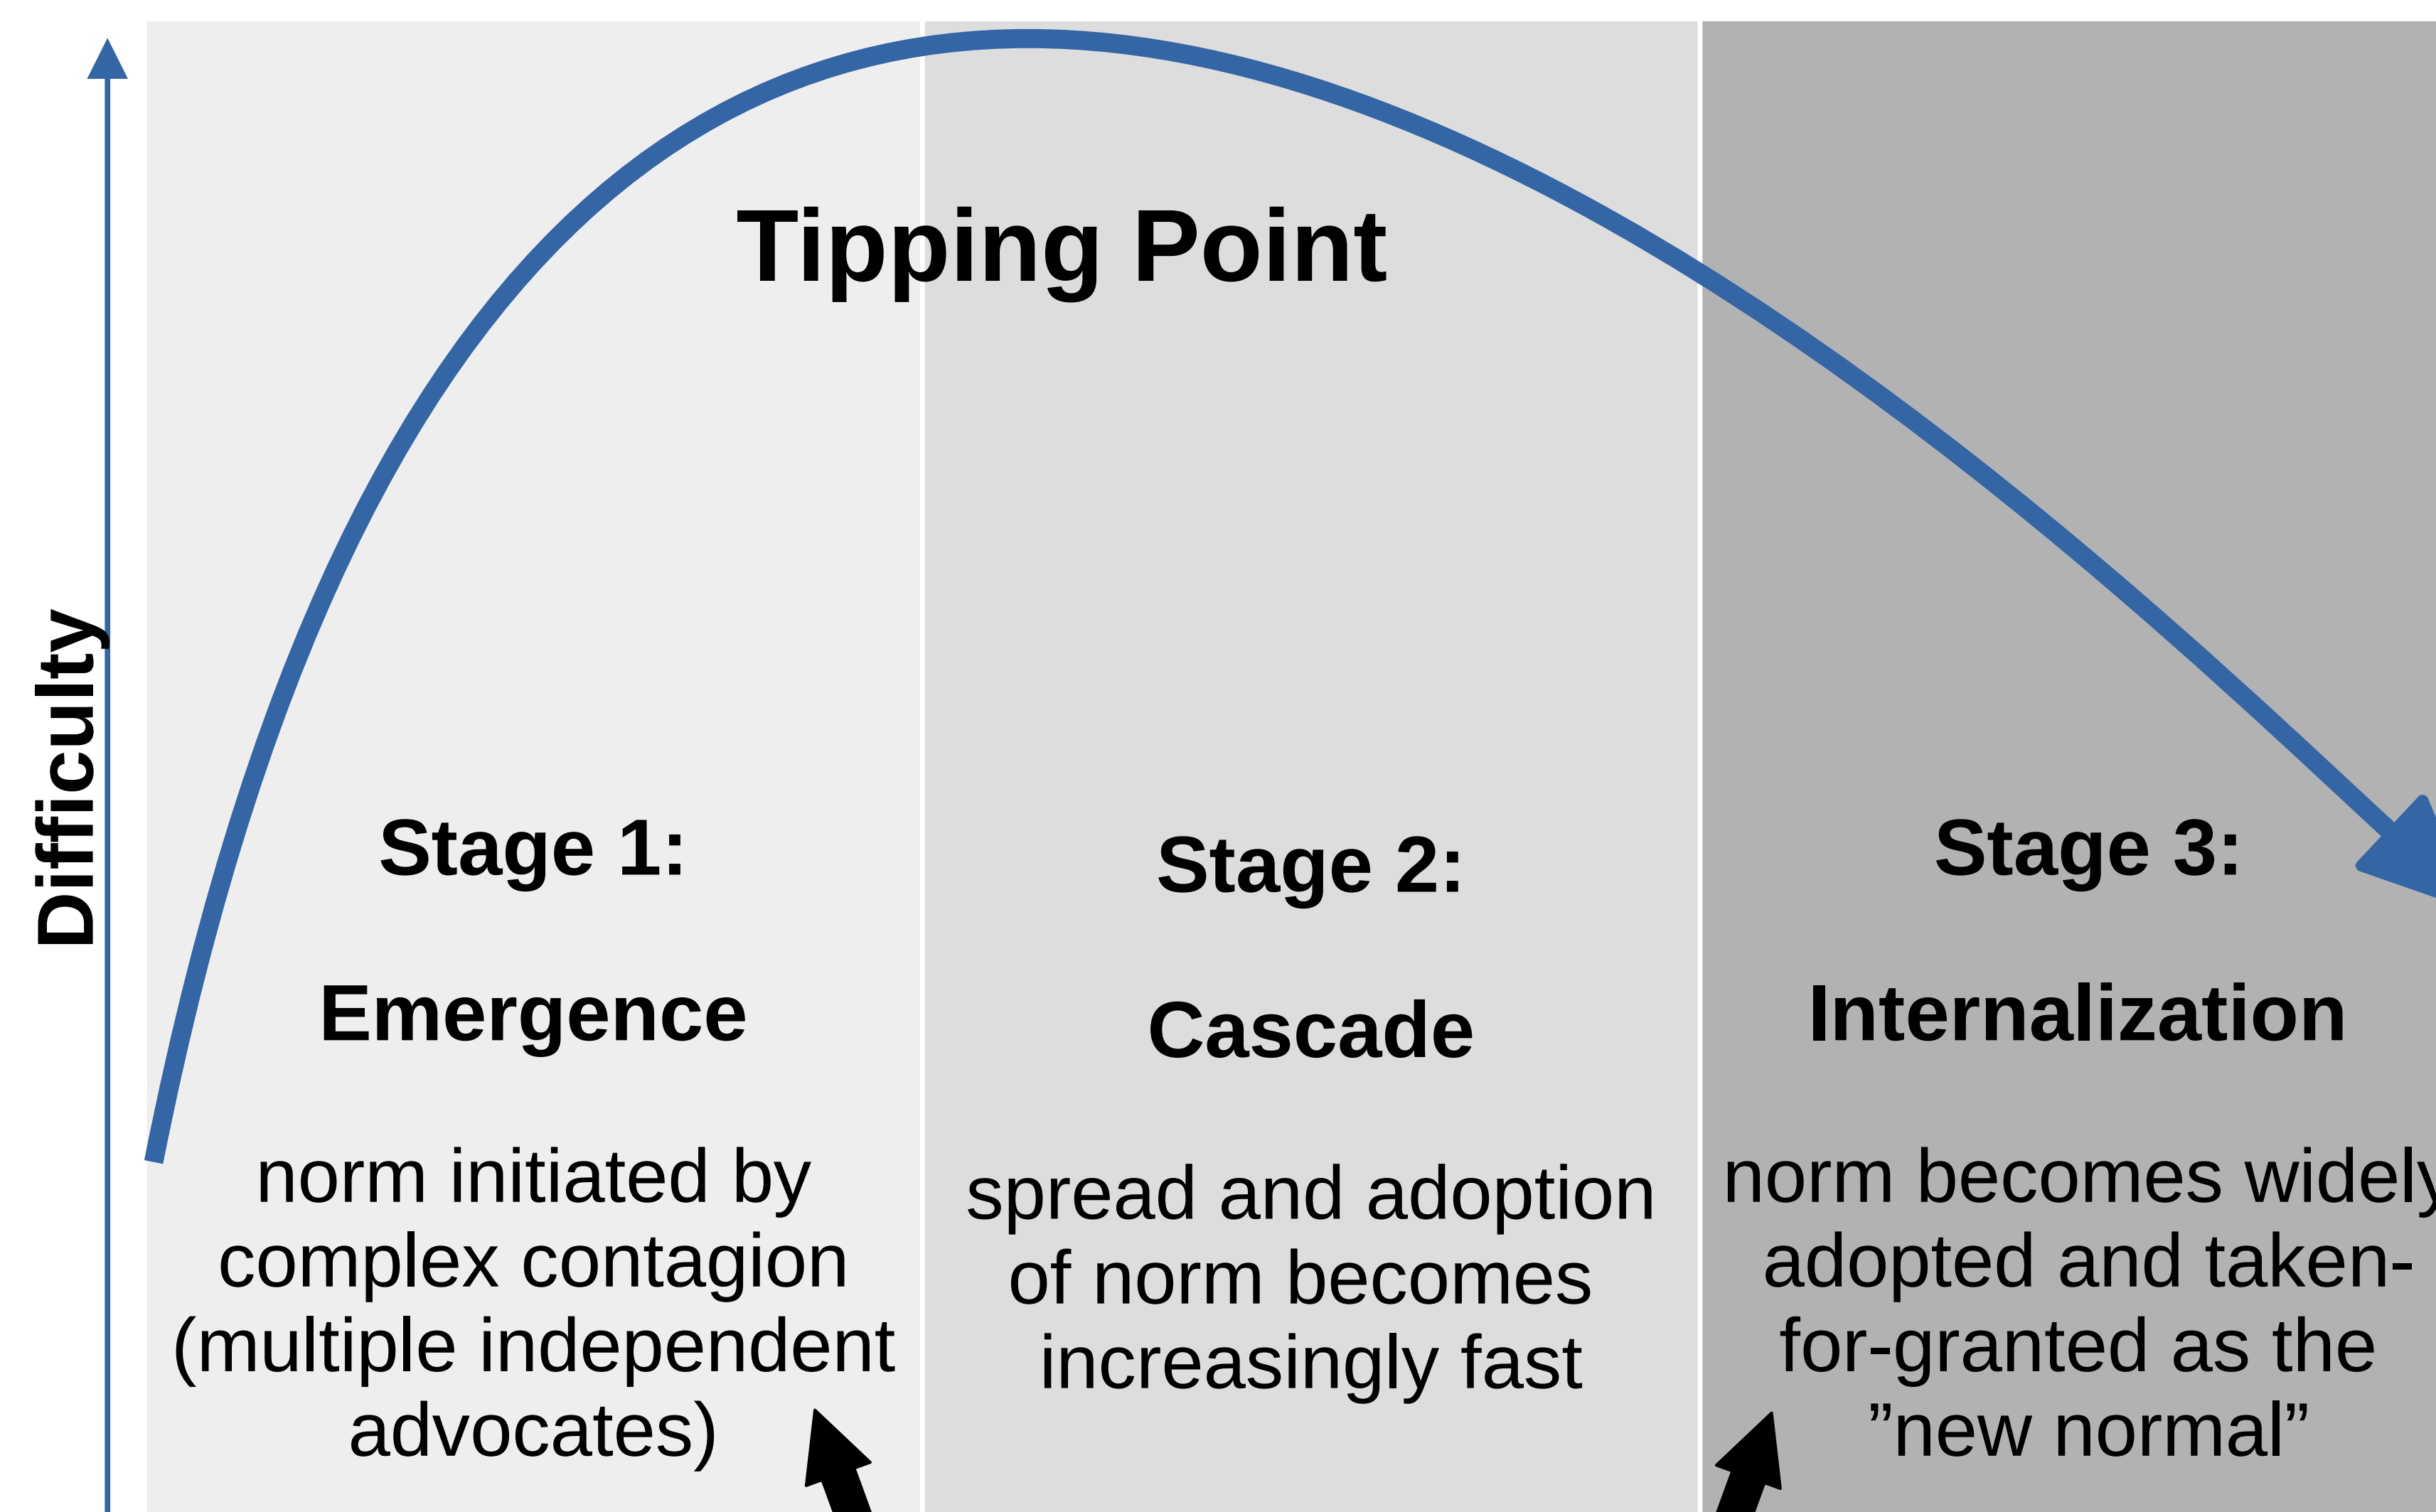 Tipping Point
Difficulty
Stage 1:
Emergence
norm initiated by
complex contagion
(multiple independent
advocates)
Stage 2:
Cascade
spread and adoption
of norm becomes
increasingly fast
Stage 3:
Internalization
norm becomes widely
adopted and taken-
for-granted as the
”new normal”